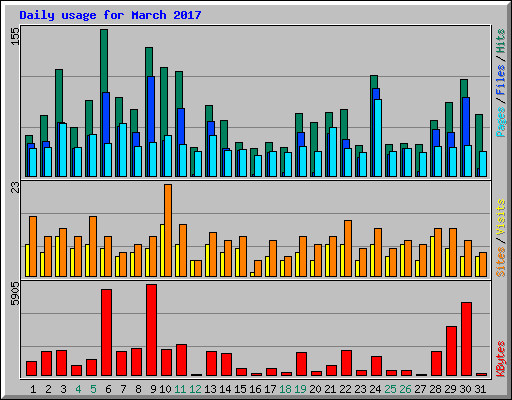 Daily usage for March 2017
155
Pages / Files / Hits
23
Sites / Visits
5905
KBytes
1 2 3 4 5 6 7 8 9 10 11 12 13 14 15 16 17 18 19 20 21 22 23 24 25 26 27 28 29 30 31